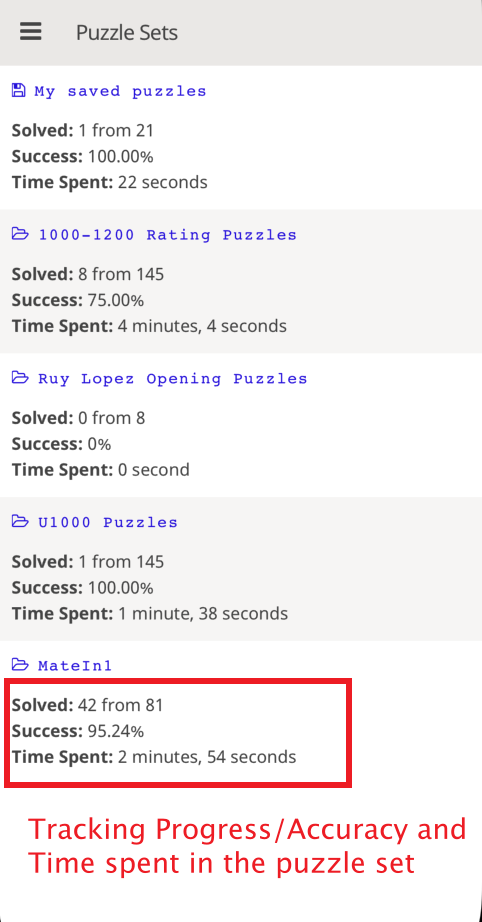 Puzzle Sets
My saved puzzles
Solved: 1 from 21
Success: 100.00%
Time Spent: 22 seconds
1000-1200 Rating Puzzles
Solved: 8 from 145
Success: 75.00%
Time Spent: 4 minutes, 4 seconds
Ruy Lopez Opening Puzzles
Solved: 0 from 8
Success: 0%
Time Spent: 0 second
U1000 Puzzles
Solved: 1 from 145
Success: 100.00%
Time Spent: 1 minute, 38 seconds
MateIn1
Solved: 42 from 81
Success: 95.24%
Time Spent: 2 minutes, 54 seconds
Tracking Progress/Accuracy and
Time spent in the puzzle set